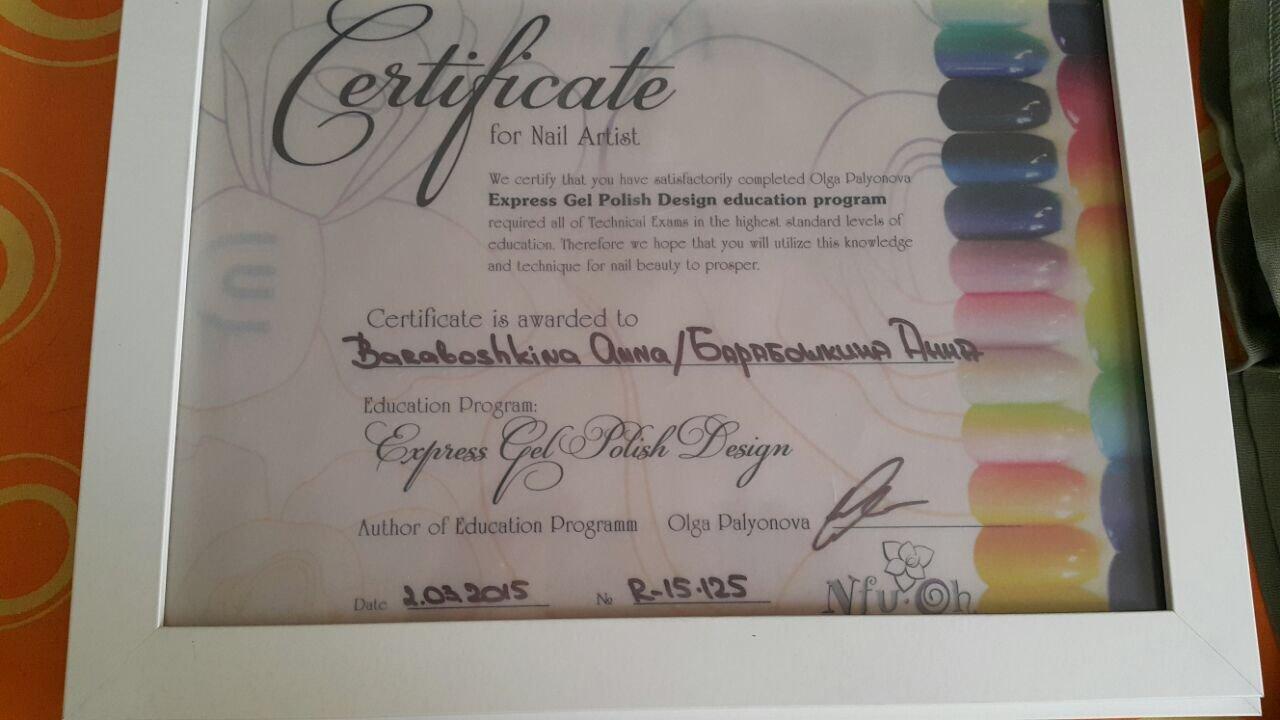 Certificate
for Nail Artist
We certify that you have satisfactorily completed Olga Palyonova
Express Gel Polish Design education program
required all of Technical Exams in the highest standard levels of
education. Therefore we hope that you will utilize this knowledge
and technique for nail beauty to prosper.
Certificate is awarded to
Baraboshkina Anna/Барабошкина Анна
Education Program:
Express Gel Polish Design
Author of Education Programm Olga Palyonova
Date 2.03.2015 № R-15-125
Nfu·Oh